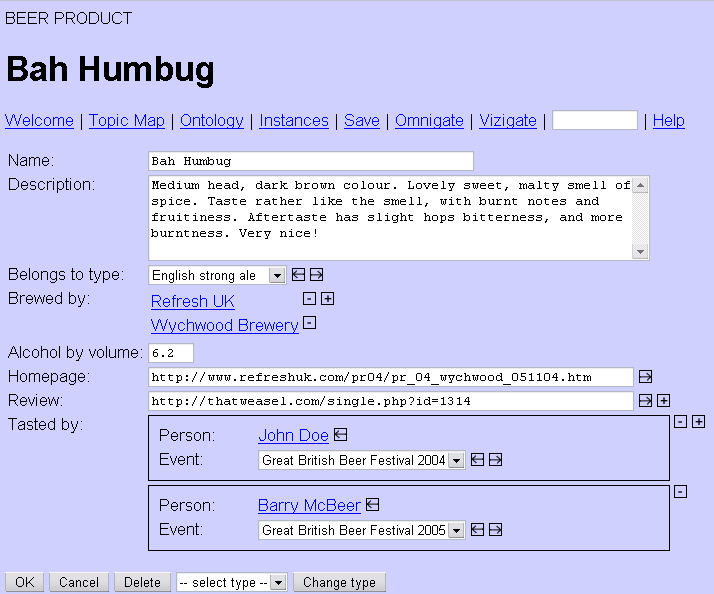 BEER PRODUCT
Bah Humbug
Welcome | Topic Map | Ontology | Instances | Save | Omnigate | Vizigate | | Help
Name: Bah Humbug
Description: Medium head, dark brown colour. Lovely sweet, malty smell of
spice. Taste rather like the smell, with burnt notes and
fruitiness. Aftertaste has slight hops bitterness, and more
burntness. Very nice!
Belongs to type: English strong ale
Brewed by: Refresh UK - +
Wychwood Brewery -
Alcohol by volume: 6.2
Homepage: http://www.refreshuk.com/pr04/pr_04_wychwood_051104.htm
Review: http://thatweasel.com/single.php?id=1314 +
Tasted by: - +
Person: John Doe
Event: Great British Beer Festival 2004
-
Person: Barry McBeer
Event: Great British Beer Festival 2005
OK Cancel Delete -- select type -- Change type